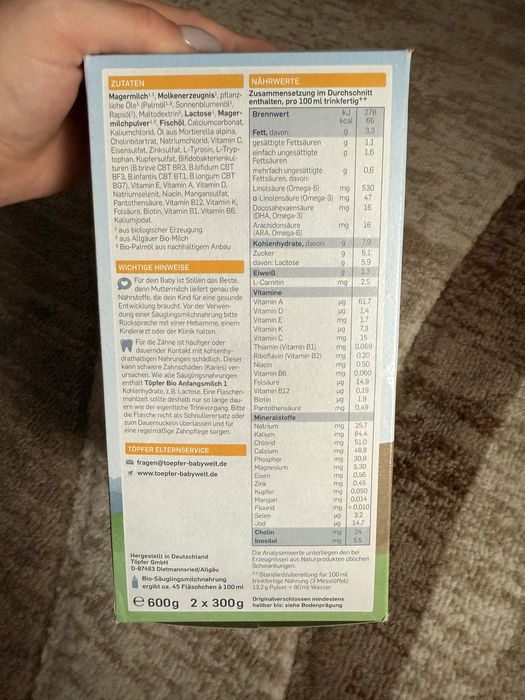 ZUTATEN
Magermilch¹˒², Molkenerzeugnis¹, pflanz-
liche Öle¹ (Palmöl¹˒³, Sonnenblumenöl¹,
Rapsöl¹), Maltodextrin¹, Lactose¹, Mager-
milchpulver¹˒², Fischöl, Calciumcarbonat,
Kaliumchlorid, Öl aus Mortierella alpina,
Cholinbitartrat, Natriumchlorid, Vitamin C,
Eisensulfat, Zinksulfat, L-Tyrosin, L-Tryp-
tophan, Kupfersulfat, Bifidobakterienkul-
turen (B.breve CBT BR3, B.bifidum CBT
BF3, B.infantis CBT BT1, B.longum CBT
BG7), Vitamin E, Vitamin A, Vitamin D,
Natriumselenit, Niacin, Mangansulfat,
Pantothensäure, Vitamin B12, Vitamin K,
Folsäure, Biotin, Vitamin B1, Vitamin B6,
Kaliumjodat.
¹ aus biologischer Erzeugung
² aus Allgäuer Bio-Milch
³ Bio-Palmöl aus nachhaltigem Anbau
WICHTIGE HINWEISE
Für dein Baby ist Stillen das Beste,
denn Muttermilch liefert genau die
Nährstoffe, die dein Kind für eine gesunde
Entwicklung braucht. Vor der Verwen-
dung einer Säuglingsmilchnahrung bitte
Rücksprache mit einer Hebamme, einem
Kinderarzt oder der Klinik halten.
Für die Zähne ist häufiger oder
dauernder Kontakt mit kohlenhy-
drathaltigen Nahrungen schädlich. Dieser
kann schwere Zahnschäden (Karies) ver-
ursachen. Wie alle Säuglingsnahrungen
enthält Töpfer Bio Anfangsmilch 1
Kohlenhydrate, z.B. Lactose. Eine Flaschen-
mahlzeit sollte deshalb nur so lange dau-
ern wie der eigentliche Trinkvorgang. Bitte
die Flasche nicht als Schnullerersatz oder
zum Dauernuckeln überlassen und für
eine regelmäßige Zahnpflege sorgen.
TÖPFER ELTERNSERVICE
fragen@toepfer-babywelt.de
www.toepfer-babywelt.de
Hergestellt in Deutschland
Töpfer GmbH
D-87463 Dietmannsried/Allgäu
Bio-Säuglingsmilchnahrung
ergibt ca. 45 Fläschchen à 100 ml
℮ 600g 2 x 300g
NÄHRWERTE
Zusammensetzung im Durchschnitt
enthalten, pro 100 ml trinkfertig⁺⁺
Brennwert kJ 278
kcal 66
Fett, davon: g 3,3
gesättigte Fettsäuren g 1,1
einfach ungesättigte g 1,6
Fettsäuren
mehrfach ungesättigte g 0,6
Fettsäuren, davon:
Linolsäure (Omega-6) mg 530
α-Linolensäure (Omega-3) mg 47
Docosahexaensäure mg 16
(DHA, Omega-3)
Arachidonsäure mg 16
(ARA, Omega-6)
Kohlenhydrate, davon: g 7,9
Zucker g 6,1
davon: Lactose g 5,9
Eiweiß g 1,3
L-Carnitin mg 2,5
Vitamine
Vitamin A µg 61,7
Vitamin D µg 1,4
Vitamin E mg 1,7
Vitamin K µg 7,3
Vitamin C mg 15
Thiamin (Vitamin B1) mg 0,069
Riboflavin (Vitamin B2) mg 0,20
Niacin mg 0,50
Vitamin B6 mg 0,060
Folsäure µg 14,9
Vitamin B12 µg 0,19
Biotin µg 1,9
Pantothensäure mg 0,49
Mineralstoffe
Natrium mg 25,7
Kalium mg 84,4
Chlorid mg 51,0
Calcium mg 48,8
Phosphor mg 30,9
Magnesium mg 5,30
Eisen mg 0,56
Zink mg 0,45
Kupfer mg 0,050
Mangan mg 0,014
Fluorid mg <0,010
Selen µg 3,2
Jod µg 14,7
Cholin mg 24
Inositol mg 5,5
Die Analysenwerte unterliegen den bei
Erzeugnissen aus Naturprodukten üblichen
Schwankungen.
⁺⁺Standardzubereitung für 100 ml
trinkfertige Nahrung (3 Messlöffel):
13,2 g Pulver + 90 ml Wasser
Originalverschlossen mindestens
haltbar bis: siehe Bodenprägung